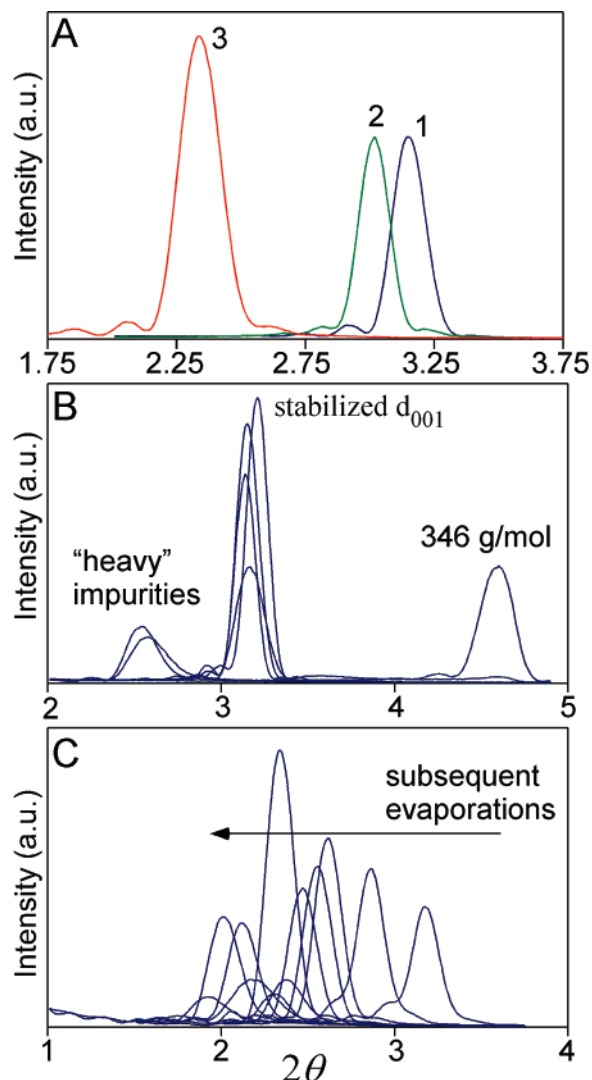 A
3
2
1
Intensity (a.u.)
1.75 2.25 2.75 3.25 3.75
B
stabilized d001
"heavy"
impurities
346 g/mol
Intensity (a.u.)
2 3 4 5
C
subsequent
evaporations
Intensity (a.u.)
1 2 3 4
2θ